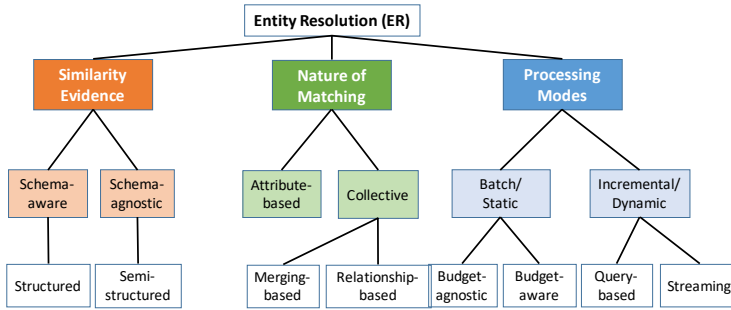 Entity Resolution (ER)
Similarity
Evidence
Nature of
Matching
Processing
Modes
Schema-
aware
Schema-
agnostic
Attribute-
based
Collective
Batch/
Static
Incremental/
Dynamic
Structured
Semi-
structured
Merging-
based
Relationship-
based
Budget-
agnostic
Budget-
aware
Query-
based
Streaming